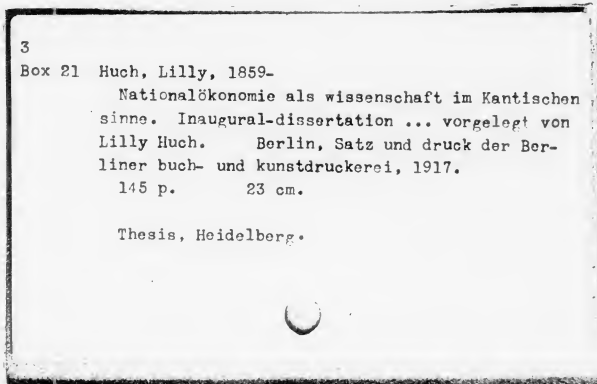 3
Box 21 Huch, Lilly, 1859-
Nationalökonomie als wissenschaft im Kantischen
sinne. Inaugural-dissertation ... vorgelegt von
Lilly Huch. Berlin, Satz und druck der Ber-
liner buch- und kunstdruckerei, 1917.
145 p. 23 cm.
Thesis, Heidelberg.